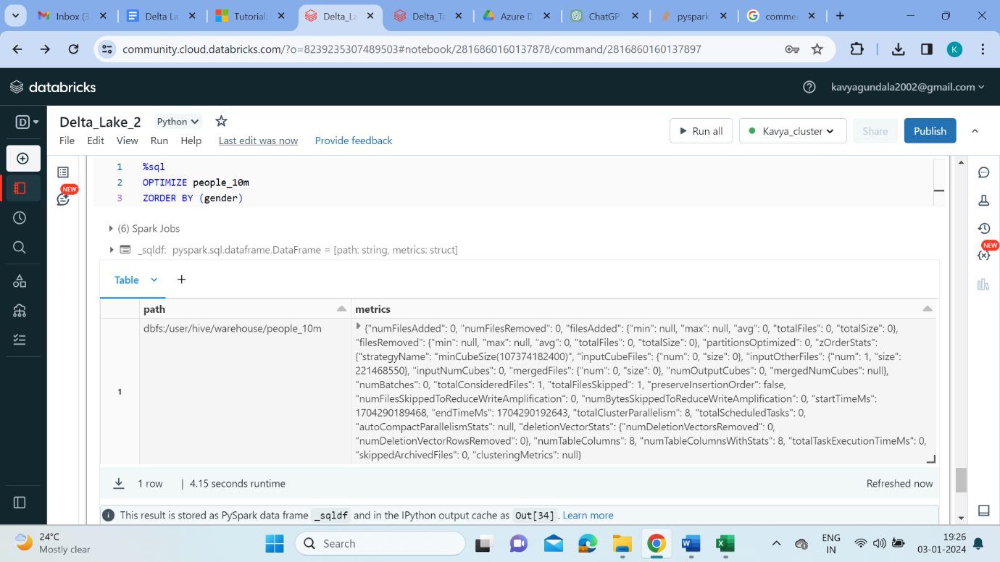 Inbox (3
Delta La
Tutorial:
Delta_La
Delta_Ta
Azure D
ChatGP
pyspark
comme
community.cloud.databricks.com/?o=8239235307489503#notebook/2816860160137878/command/2816860160137897
K
databricks
kavyagundala2002@gmail.com
D
Delta_Lake_2
Python
File Edit View Run Help Last edit was now Provide feedback
Run all
Kavya_cluster
Share
Publish
NEW
NEW
1 %sql
2 OPTIMIZE people_10m
3 ZORDER BY (gender)
(6) Spark Jobs
_sqldf: pyspark.sql.dataframe.DataFrame = [path: string, metrics: struct]
Table +
path metrics
1
dbfs:/user/hive/warehouse/people_10m
{"numFilesAdded": 0, "numFilesRemoved": 0, "filesAdded": {"min": null, "max": null, "avg": 0, "totalFiles": 0, "totalSize": 0},
"filesRemoved": {"min": null, "max": null, "avg": 0, "totalFiles": 0, "totalSize": 0}, "partitionsOptimized": 0, "zOrderStats":
{"strategyName": "minCubeSize(107374182400)", "inputCubeFiles": {"num": 0, "size": 0}, "inputOtherFiles": {"num": 1, "size":
221468550}, "inputNumCubes": 0, "mergedFiles": {"num": 0, "size": 0}, "numOutputCubes": 0, "mergedNumCubes": null},
"numBatches": 0, "totalConsideredFiles": 1, "totalFilesSkipped": 1, "preserveInsertionOrder": false,
"numFilesSkippedToReduceWriteAmplification": 0, "numBytesSkippedToReduceWriteAmplification": 0, "startTimeMs":
1704290189468, "endTimeMs": 1704290192643, "totalClusterParallelism": 8, "totalScheduledTasks": 0,
"autoCompactParallelismStats": null, "deletionVectorStats": {"numDeletionVectorsRemoved": 0,
"numDeletionVectorRowsRemoved": 0}, "numTableColumns": 8, "numTableColumnsWithStats": 8, "totalTaskExecutionTimeMs": 0,
"skippedArchivedFiles": 0, "clusteringMetrics": null}
1 row | 4.15 seconds runtime
Refreshed now
This result is stored as PySpark data frame _sqldf and in the IPython output cache as Out[34] . Learn more
24°C
Mostly clear
Search
ENG
IN
19:26
03-01-2024